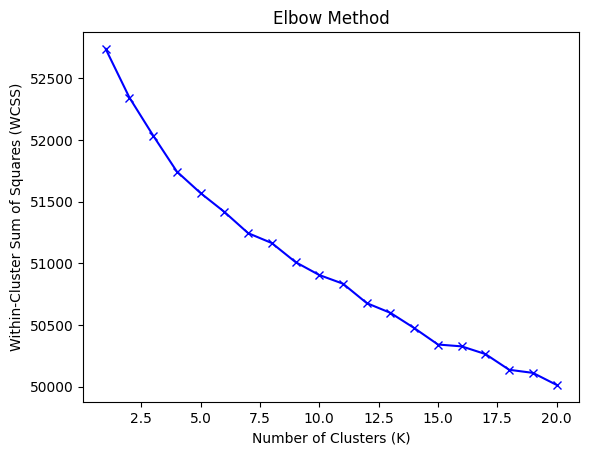 Elbow Method
Within-Cluster Sum of Squares (WCSS)
52500
52000
51500
51000
50500
50000
2.5 5.0 7.5 10.0 12.5 15.0 17.5 20.0
Number of Clusters (K)